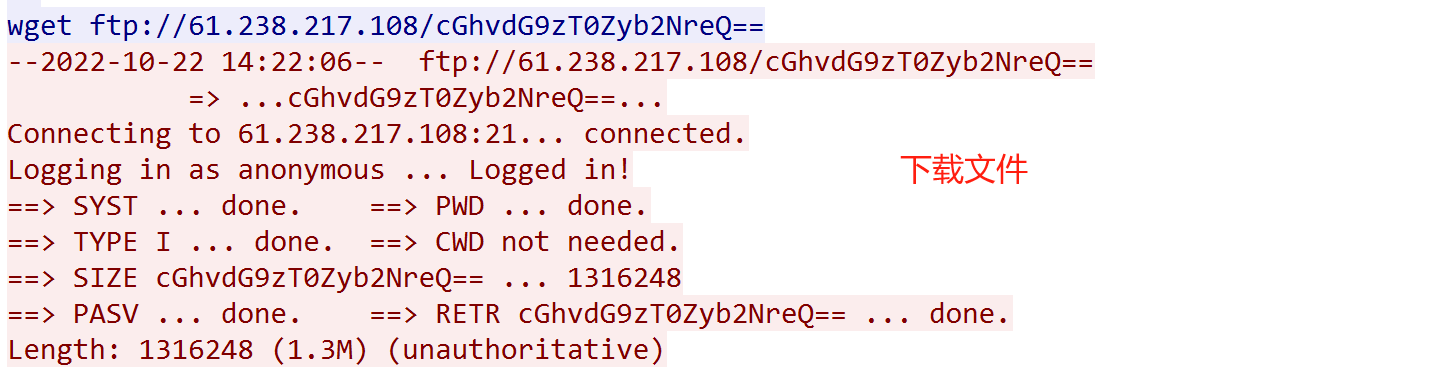 wget ftp://61.238.217.108/cGhvdG9zT0Zyb2NreQ==
--2022-10-22 14:22:06--  ftp://61.238.217.108/cGhvdG9zT0Zyb2NreQ==
           => ...cGhvdG9zT0Zyb2NreQ==...
Connecting to 61.238.217.108:21... connected.
Logging in as anonymous ... Logged in!
下载文件
==> SYST ... done.    ==> PWD ... done.
==> TYPE I ... done.  ==> CWD not needed.
==> SIZE cGhvdG9zT0Zyb2NreQ== ... 1316248
==> PASV ... done.    ==> RETR cGhvdG9zT0Zyb2NreQ== ... done.
Length: 1316248 (1.3M) (unauthoritative)